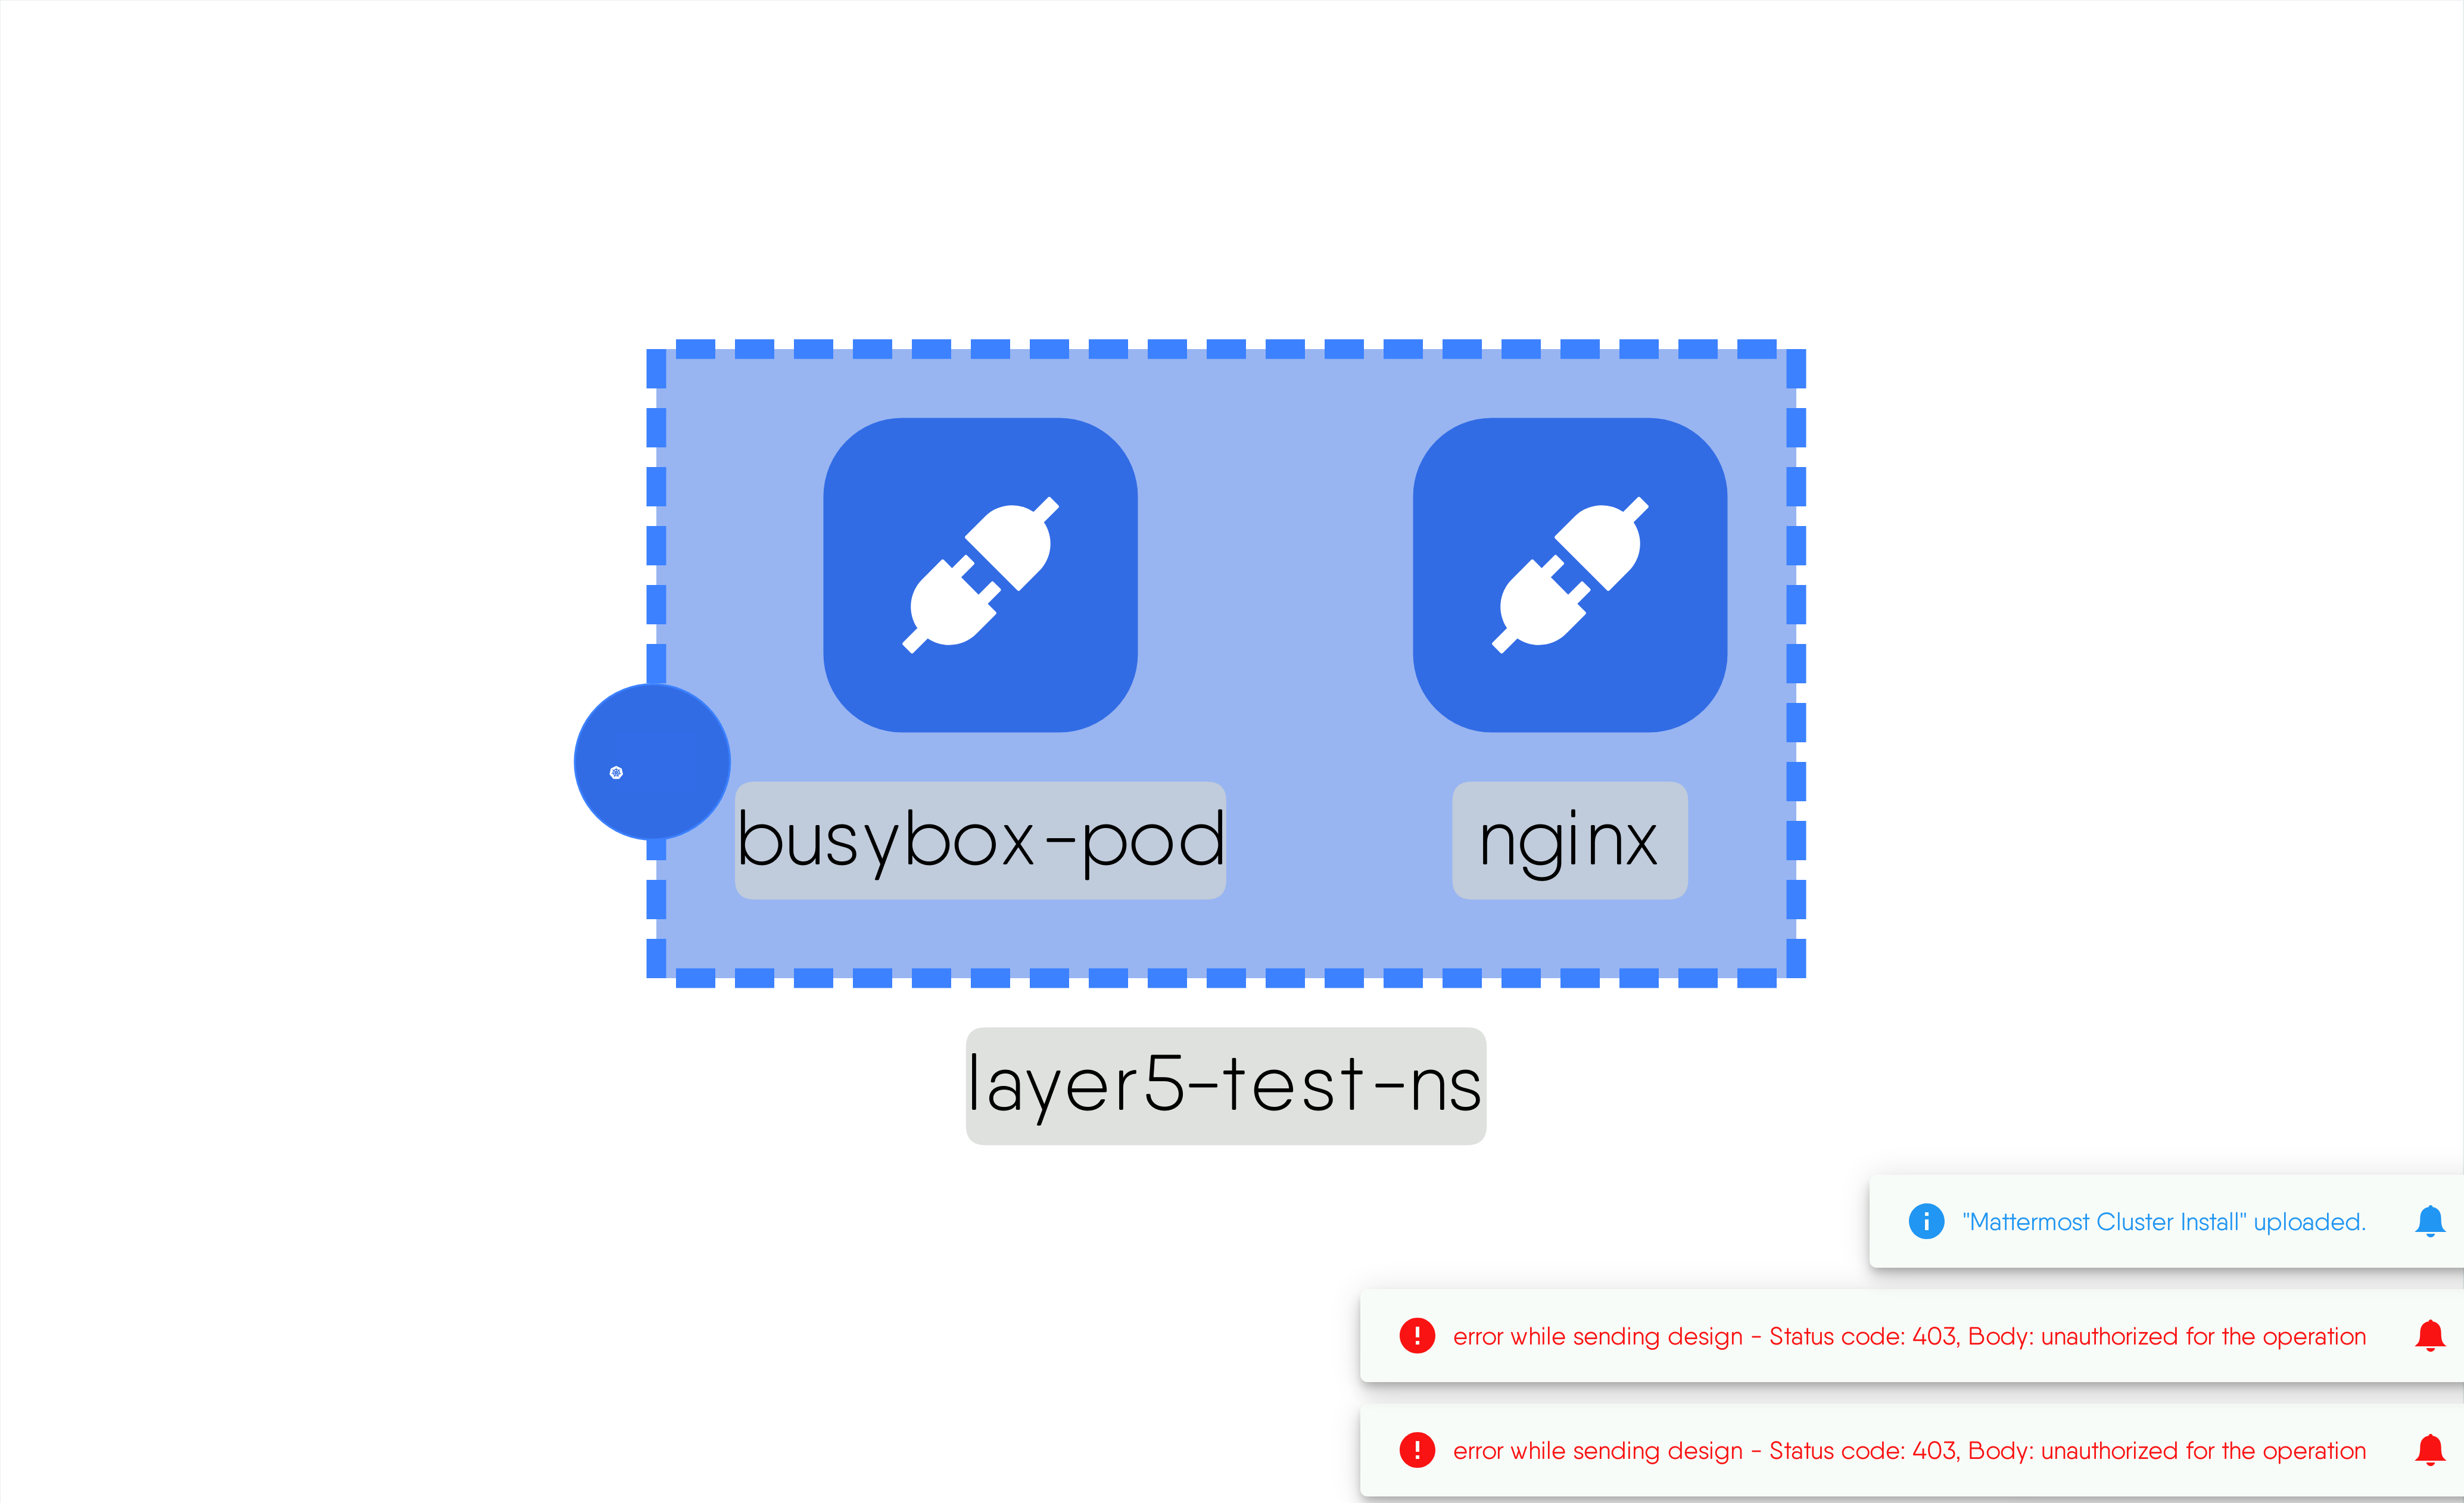 busybox-pod
nginx
layer5-test-ns
"Mattermost Cluster Install" uploaded.
error while sending design - Status code: 403, Body: unauthorized for the operation
error while sending design - Status code: 403, Body: unauthorized for the operation